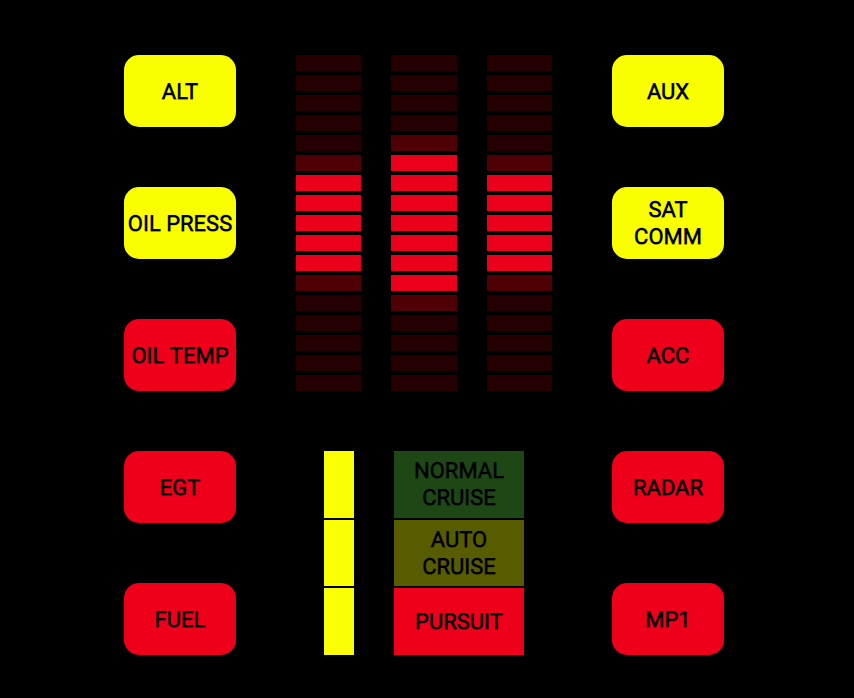 ALT
AUX
OIL PRESS
SAT
COMM
OIL TEMP
ACC
EGT
NORMAL
CRUISE
RADAR
AUTO
CRUISE
FUEL
PURSUIT
MP1